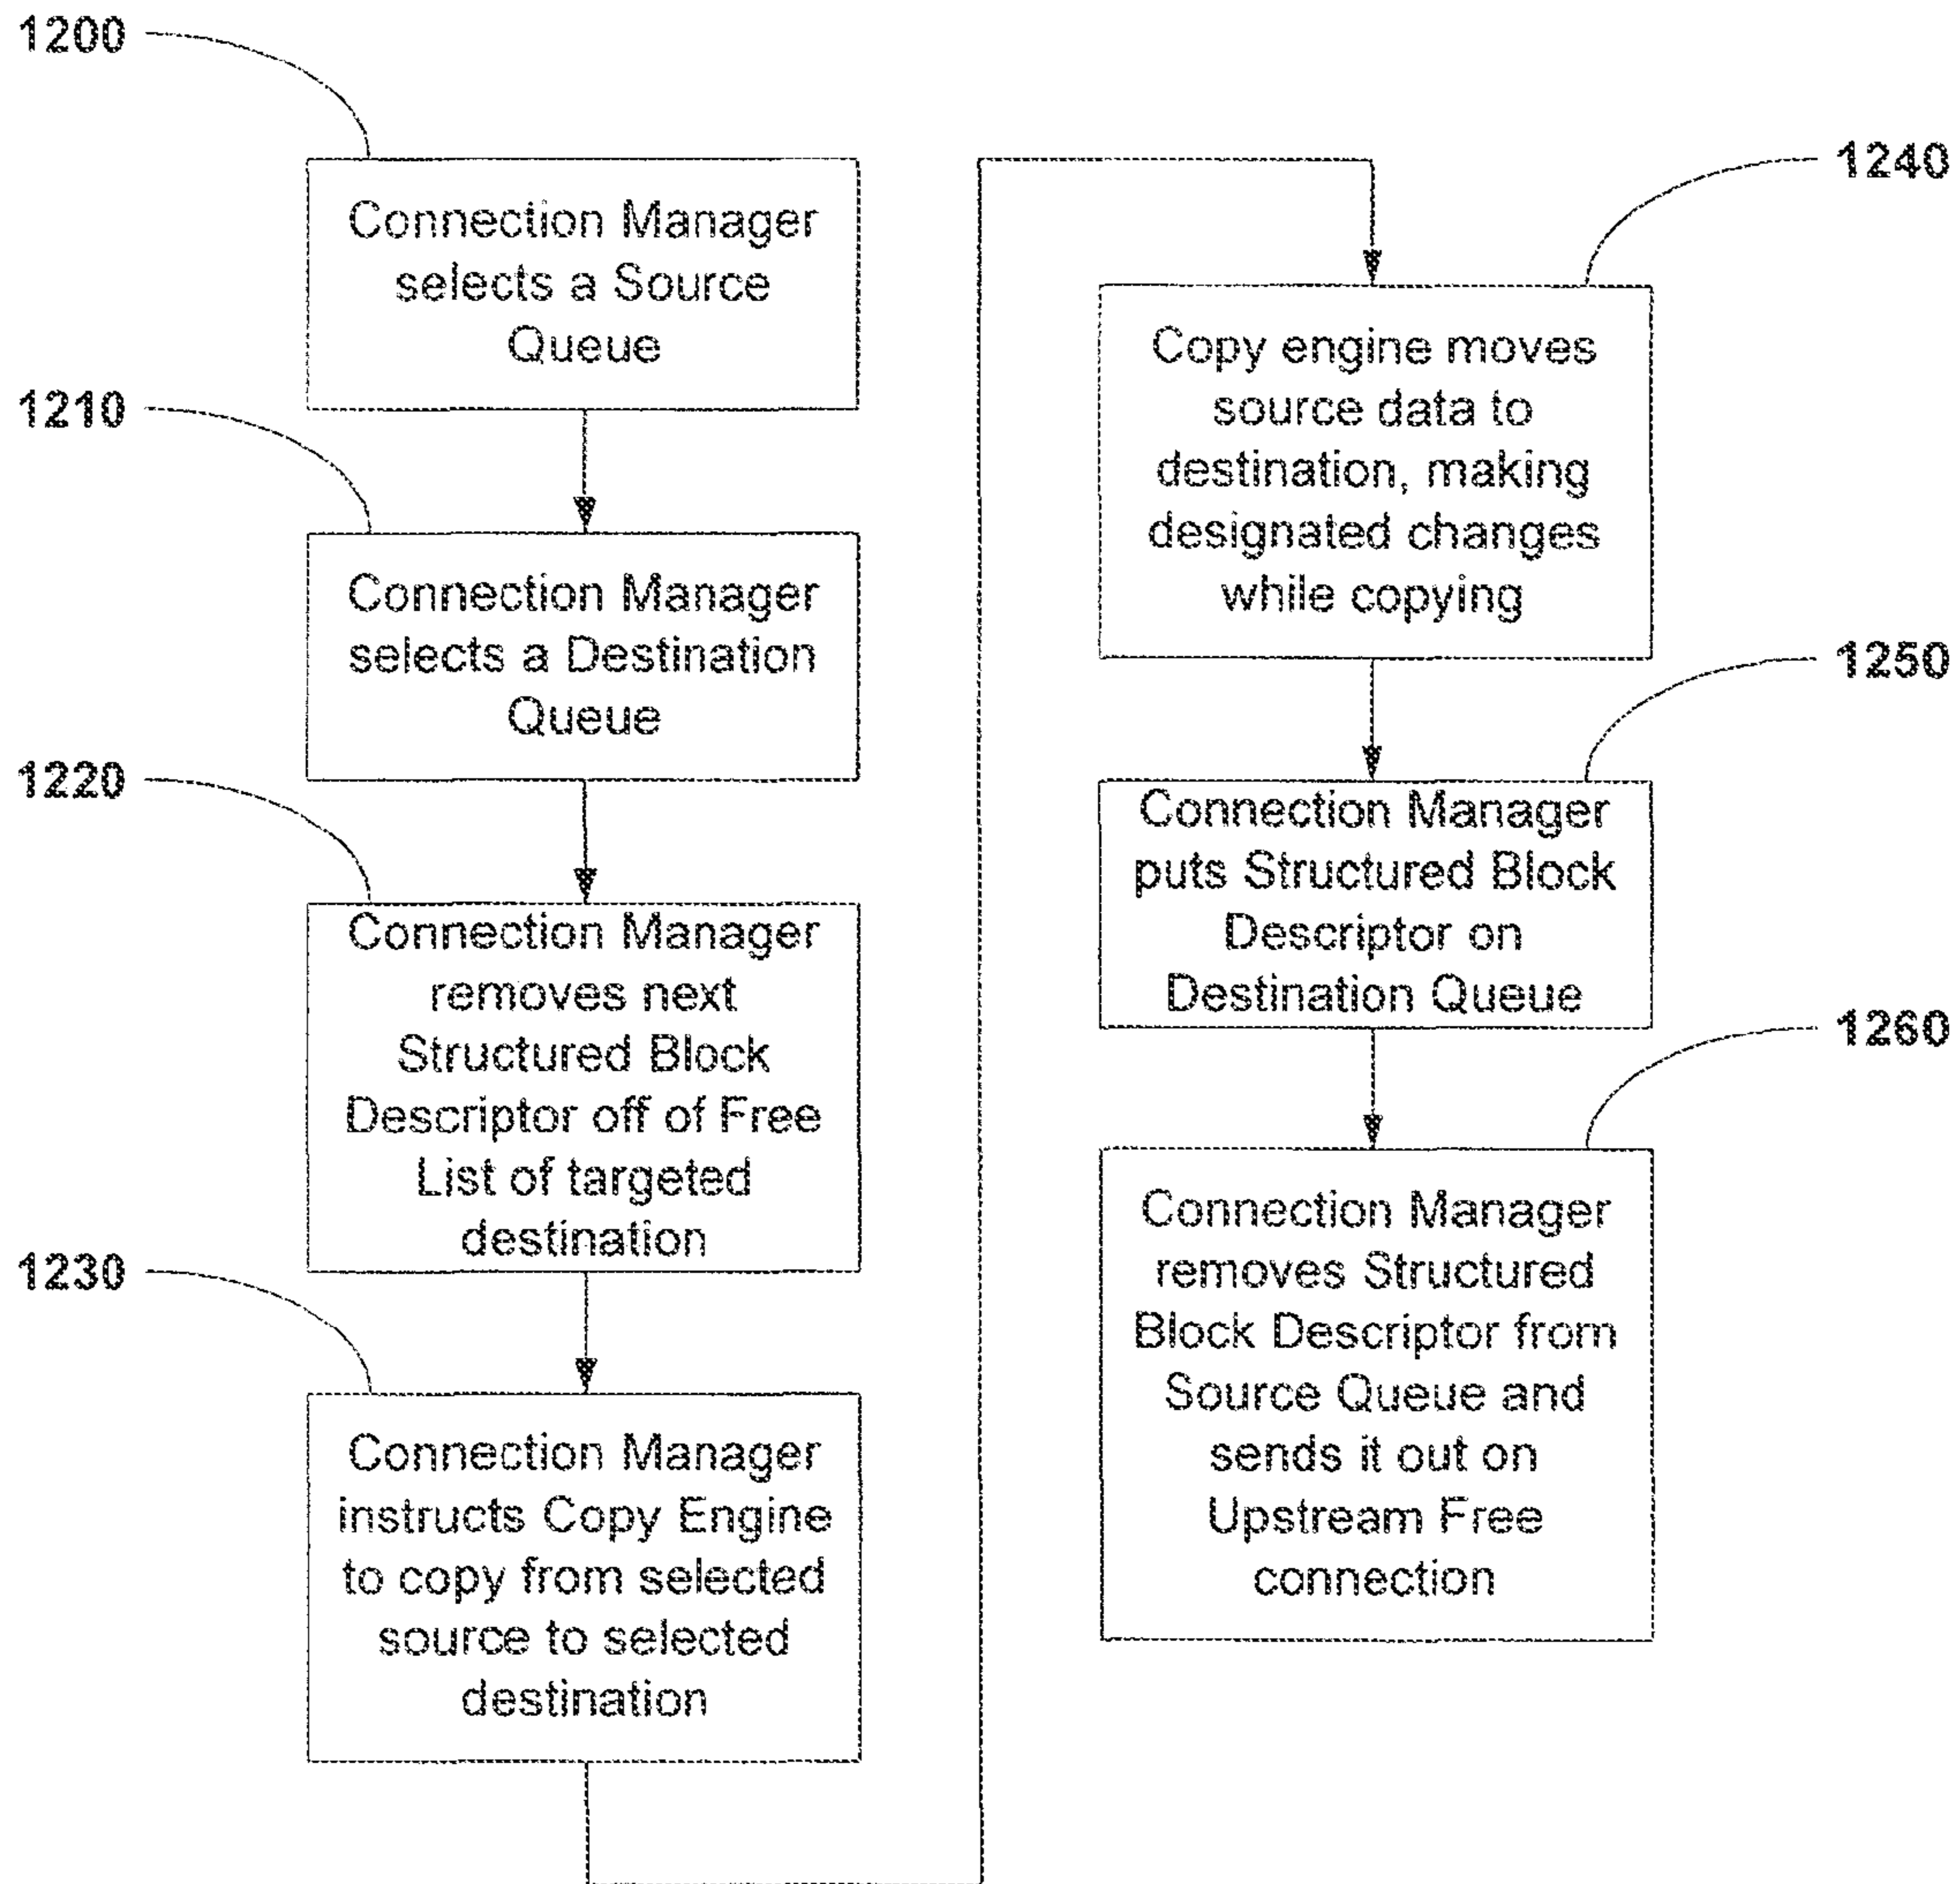 1200
Connection Manager
selects a Source
Queue
1210
Connection Manager
selects a Destination
Queue
1220
Connection Manager
removes next
Structured Block
Descriptor off of Free
List of targeted
destination
1230
Connection Manager
instructs Copy Engine
to copy from selected
source to selected
destination
1240
Copy engine moves
source data to
destination, making
designated changes
while copying
1250
Connection Manager
puts Structured Block
Descriptor on
Destination Queue
1260
Connection Manager
removes Structured
Block Descriptor from
Source Queue and
sends it out on
Upstream Free
connection